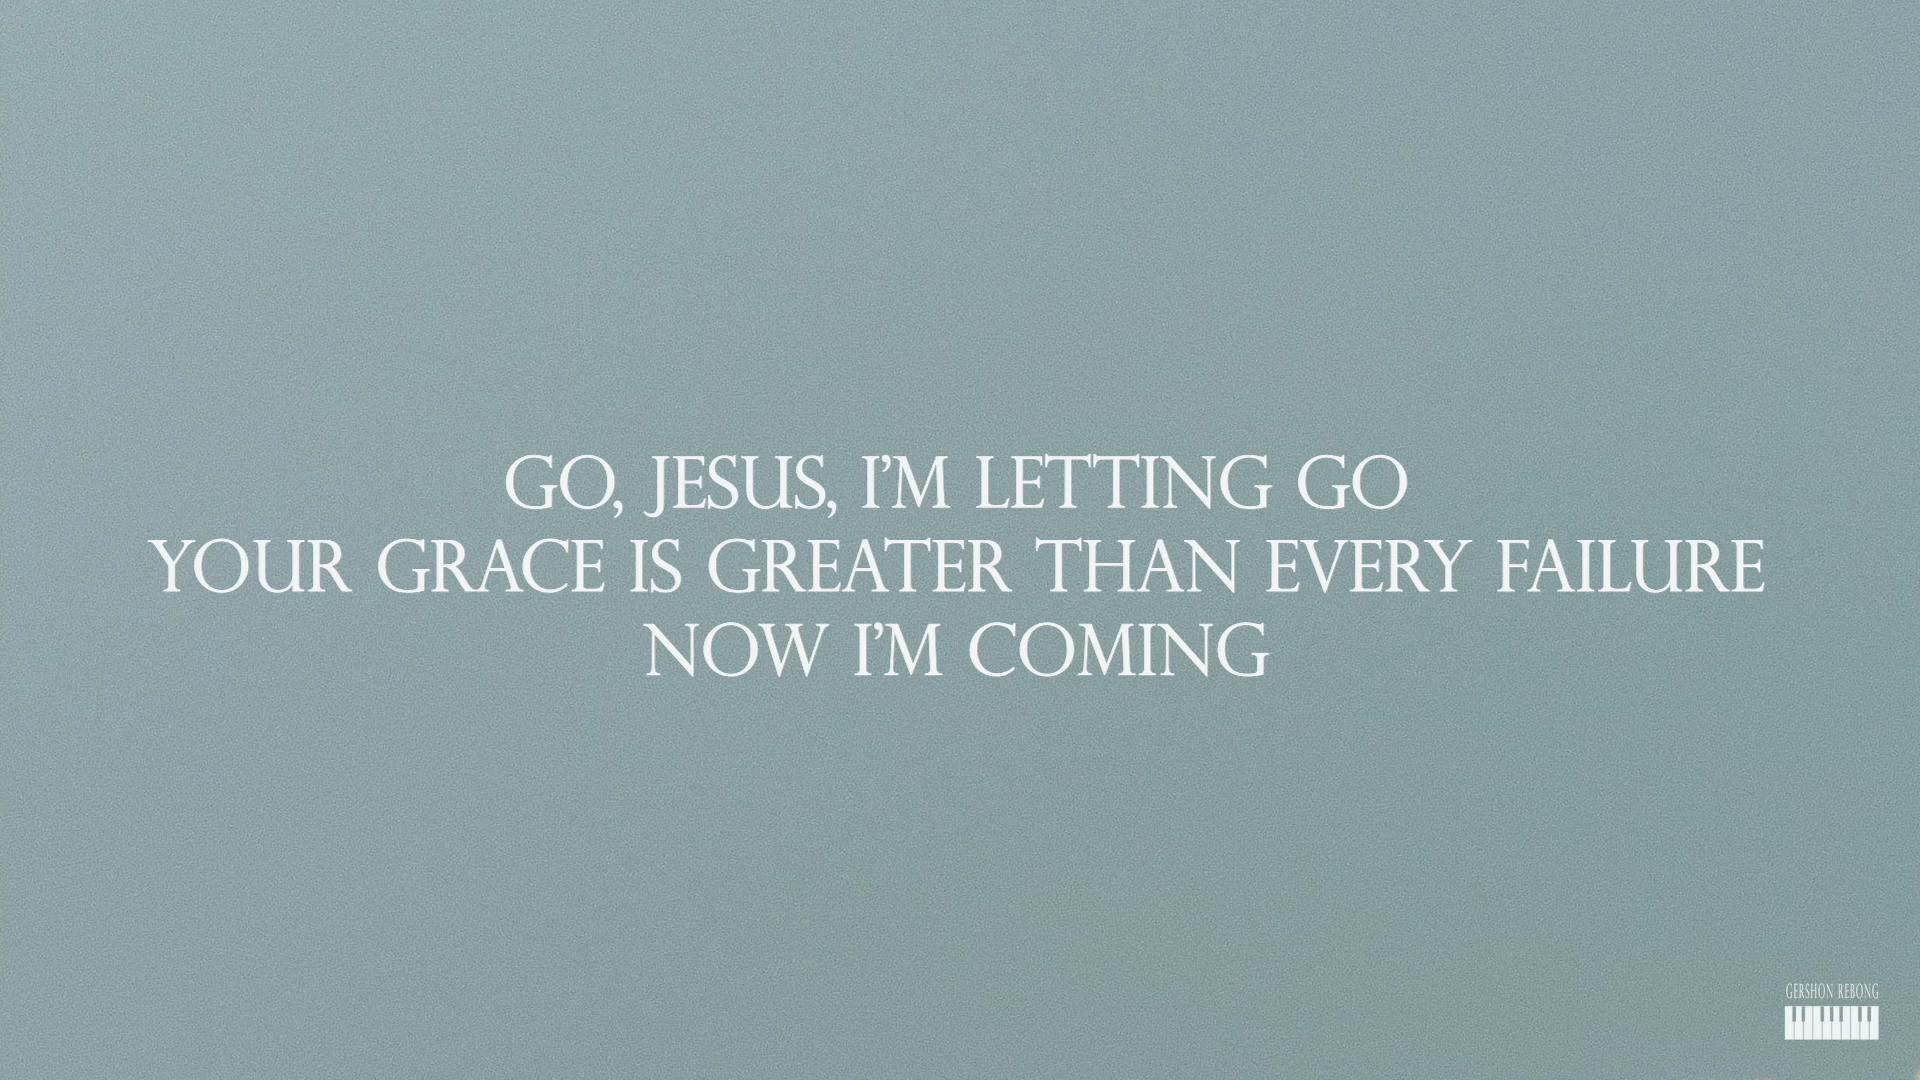 GO, JESUS, I'M LETTING GO
YOUR GRACE IS GREATER THAN EVERY FAILURE
NOW I'M COMING
GERSHON REBONG